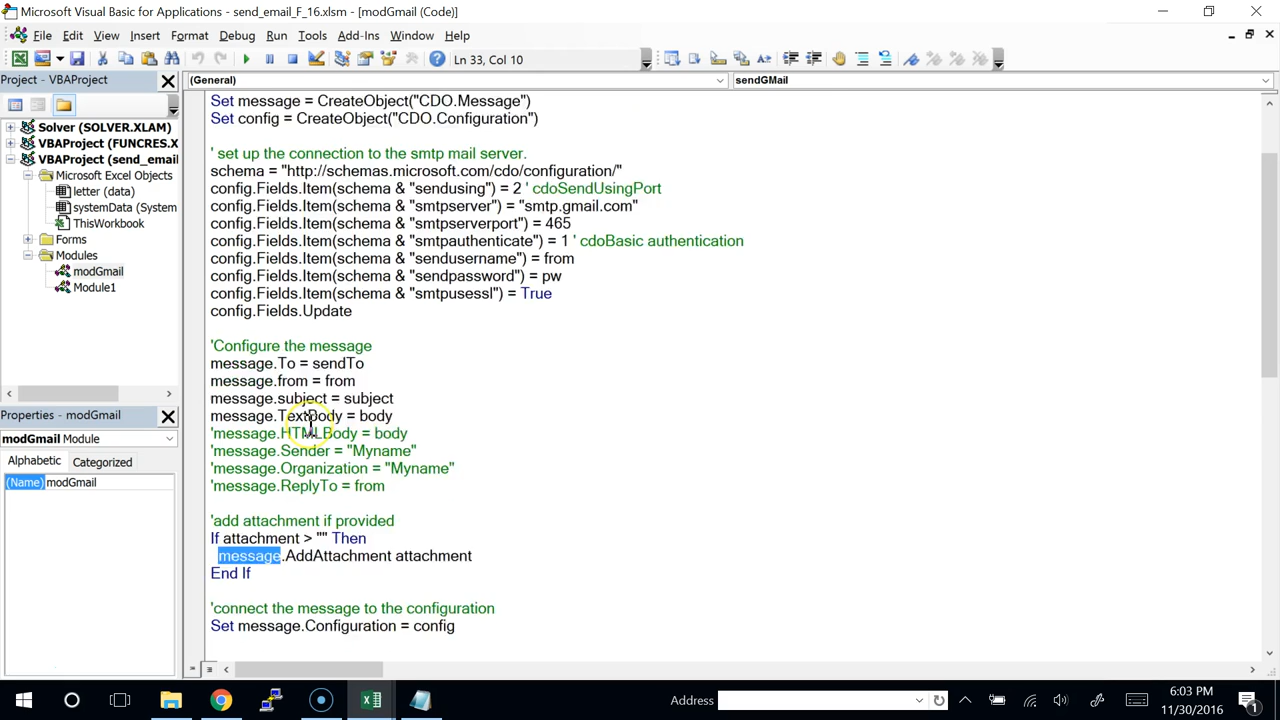 Microsoft Visual Basic for Applications - send_email_F_16.xlsm - [modGmail (Code)]
File Edit View Insert Format Debug Run Tools Add-Ins Window Help
Ln 33, Col 10
Project - VBAProject
(General)
sendGMail
Solver (SOLVER.XLAM)
VBAProject (FUNCRES.X
VBAProject (send_email
Microsoft Excel Objects
letter (data)
systemData (System
ThisWorkbook
Forms
Modules
modGmail
Module1
Properties - modGmail
modGmail Module
Alphabetic Categorized
(Name) modGmail
Set message = CreateObject("CDO.Message")
Set config = CreateObject("CDO.Configuration")
' set up the connection to the smtp mail server.
schema = "http://schemas.microsoft.com/cdo/configuration/"
config.Fields.Item(schema & "sendusing") = 2 ' cdoSendUsingPort
config.Fields.Item(schema & "smtpserver") = "smtp.gmail.com"
config.Fields.Item(schema & "smtpserverport") = 465
config.Fields.Item(schema & "smtpauthenticate") = 1 ' cdoBasic authentication
config.Fields.Item(schema & "sendusername") = from
config.Fields.Item(schema & "sendpassword") = pw
config.Fields.Item(schema & "smtpusessl") = True
config.Fields.Update
'Configure the message
message.To = sendTo
message.from = from
message.subject = subject
message.TextBody = body
'message.HTMLBody = body
'message.Sender = "Myname"
'message.Organization = "Myname"
'message.ReplyTo = from
'add attachment if provided
If attachment > "" Then
message.AddAttachment attachment
End If
'connect the message to the configuration
Set message.Configuration = config
Address
6:03 PM
11/30/2016
1